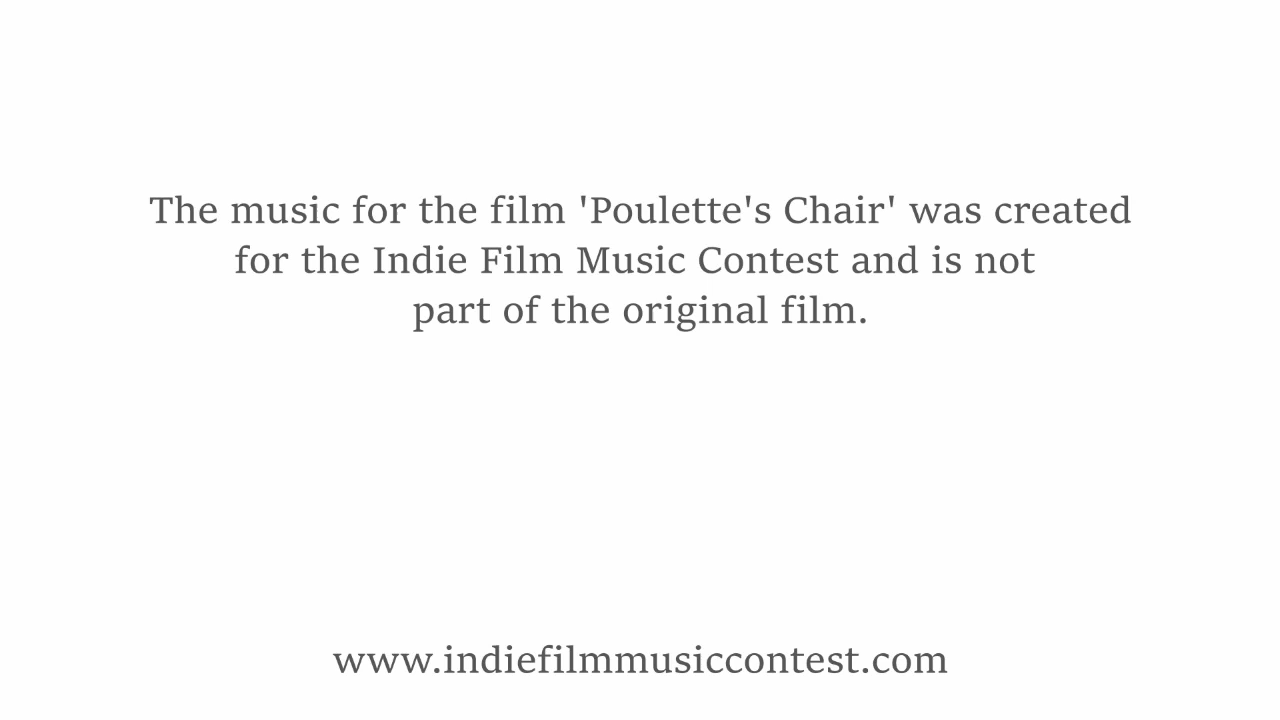 The music for the film 'Poulette's Chair' was created
for the Indie Film Music Contest and is not
part of the original film.
www.indiefilmmusiccontest.com